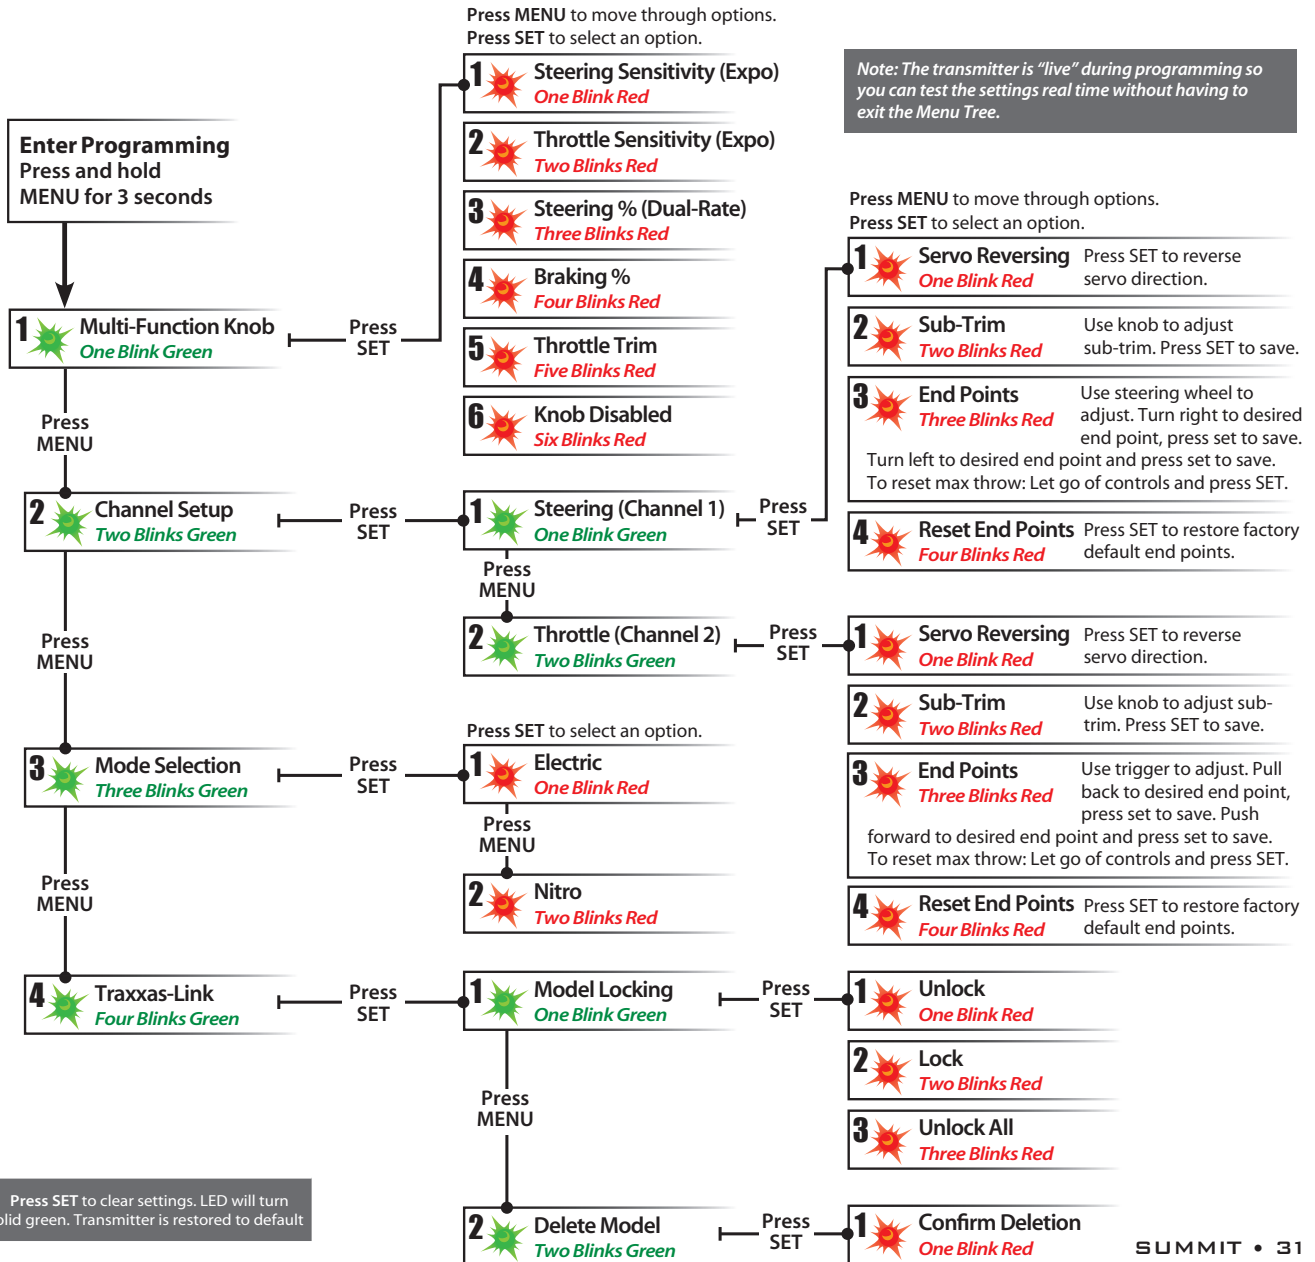 Press MENU to move through options.
Press SET to select an option.
1 Steering Sensitivity (Expo)
One Blink Red
2 Throttle Sensitivity (Expo)
Two Blinks Red
3 Steering % (Dual-Rate)
Three Blinks Red
4 Braking %
Four Blinks Red
5 Throttle Trim
Five Blinks Red
6 Knob Disabled
Six Blinks Red
Note: The transmitter is “live” during programming so
you can test the settings real time without having to
exit the Menu Tree.
Enter Programming
Press and hold
MENU for 3 seconds
1 Multi-Function Knob
One Blink Green
Press
SET
Press
MENU
2 Channel Setup
Two Blinks Green
Press
SET
1 Steering (Channel 1)
One Blink Green
Press
SET
Press
MENU
2 Throttle (Channel 2)
Two Blinks Green
Press
SET
Press MENU to move through options.
Press SET to select an option.
1 Servo Reversing
One Blink Red
Press SET to reverse
servo direction.
2 Sub-Trim
Two Blinks Red
Use knob to adjust
sub-trim. Press SET to save.
3 End Points
Three Blinks Red
Use steering wheel to
adjust. Turn right to desired
end point, press set to save.
Turn left to desired end point and press set to save.
To reset max throw: Let go of controls and press SET.
4 Reset End Points
Four Blinks Red
Press SET to restore factory
default end points.
1 Servo Reversing
One Blink Red
Press SET to reverse
servo direction.
2 Sub-Trim
Two Blinks Red
Use knob to adjust sub-
trim. Press SET to save.
3 End Points
Three Blinks Red
Use trigger to adjust. Pull
back to desired end point,
press set to save. Push
forward to desired end point and press set to save.
To reset max throw: Let go of controls and press SET.
4 Reset End Points
Four Blinks Red
Press SET to restore factory
default end points.
Press
MENU
3 Mode Selection
Three Blinks Green
Press
SET
Press SET to select an option.
1 Electric
One Blink Red
Press
MENU
2 Nitro
Two Blinks Red
Press
MENU
4 Traxxas-Link
Four Blinks Green
Press
SET
1 Model Locking
One Blink Green
Press
SET
1 Unlock
One Blink Red
2 Lock
Two Blinks Red
3 Unlock All
Three Blinks Red
Press
MENU
2 Delete Model
Two Blinks Green
Press
SET
1 Confirm Deletion
One Blink Red
Press SET to clear settings. LED will turn
olid green. Transmitter is restored to default
SUMMIT • 31